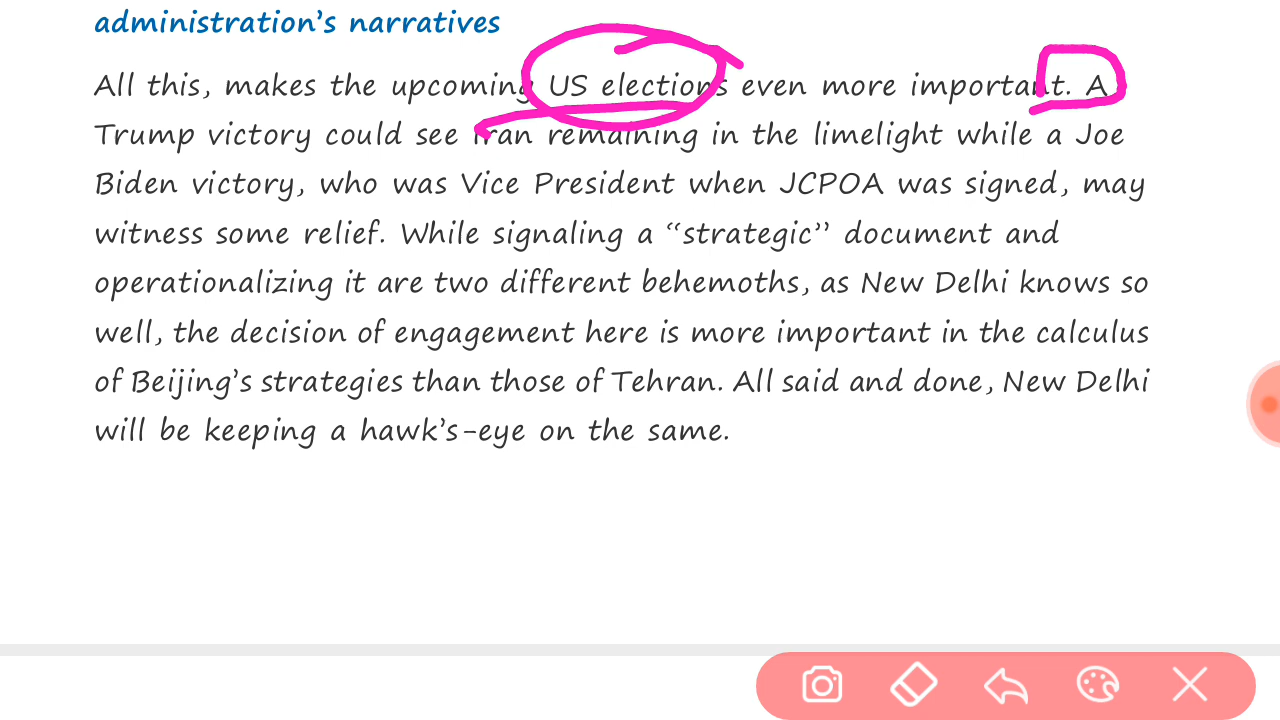 administration's narratives
All this, makes the upcoming US elections even more important. A
Trump victory could see Iran remaining in the limelight while a Joe
Biden victory, who was Vice President when JCPOA was signed, may
witness some relief. While signaling a “strategic” document and
operationalizing it are two different behemoths, as New Delhi knows so
well, the decision of engagement here is more important in the calculus
of Beijing's strategies than those of Tehran. All said and done, New Delhi
will be keeping a hawk's-eye on the same.